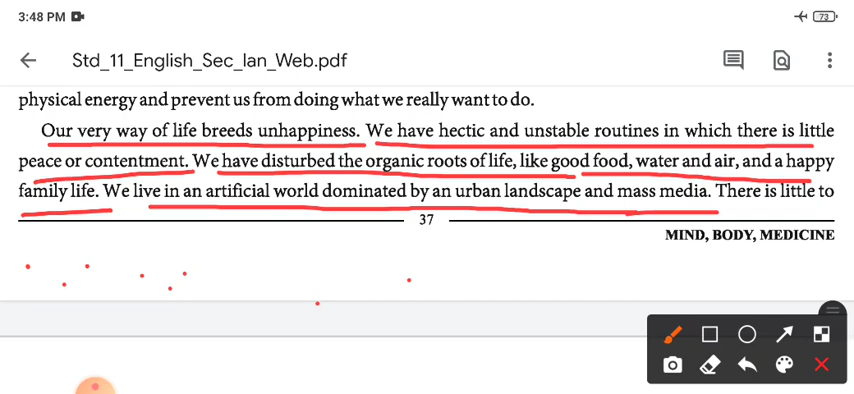 3:48 PM
73
Std_11_English_Sec_lan_Web.pdf
physical energy and prevent us from doing what we really want to do.
Our very way of life breeds unhappiness. We have hectic and unstable routines in which there is little
peace or contentment. We have disturbed the organic roots of life, like good food, water and air, and a happy
family life. We live in an artificial world dominated by an urban landscape and mass media. There is little to
37
MIND, BODY, MEDICINE